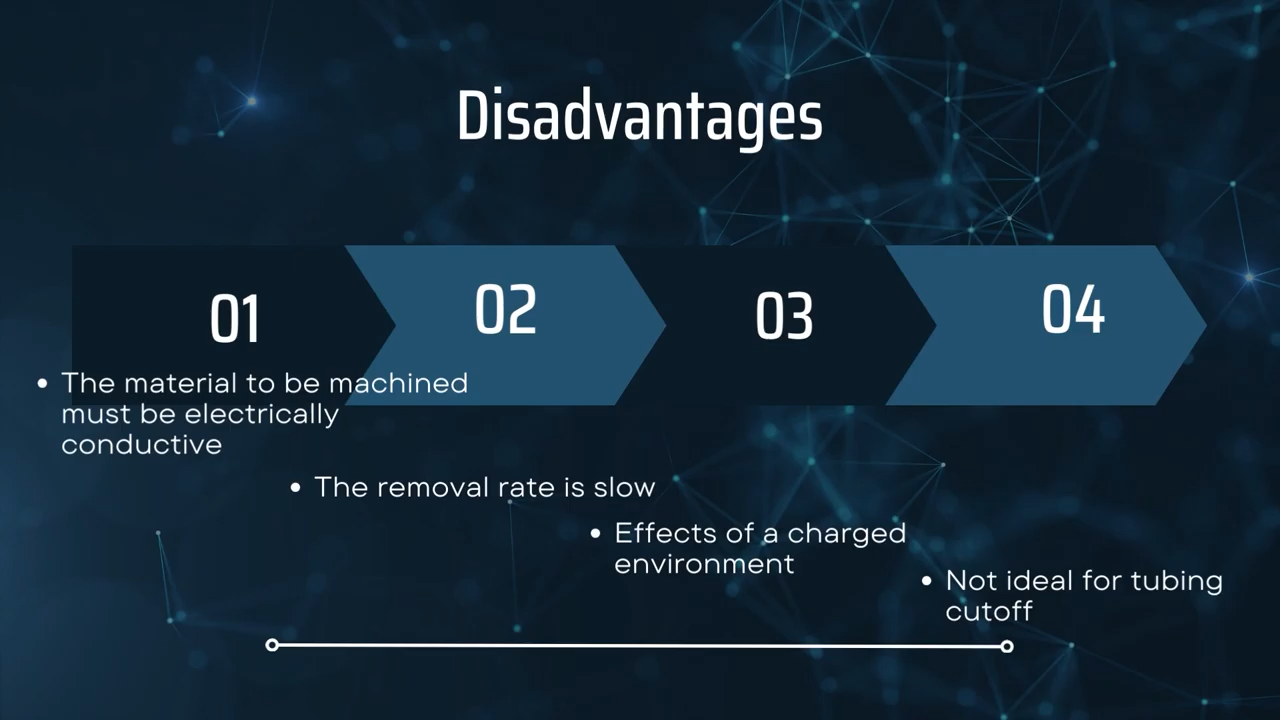 Disadvantages
01
02
03
04
• The material to be machined
must be electrically
conductive
• The removal rate is slow
• Effects of a charged
environment
• Not ideal for tubing
cutoff